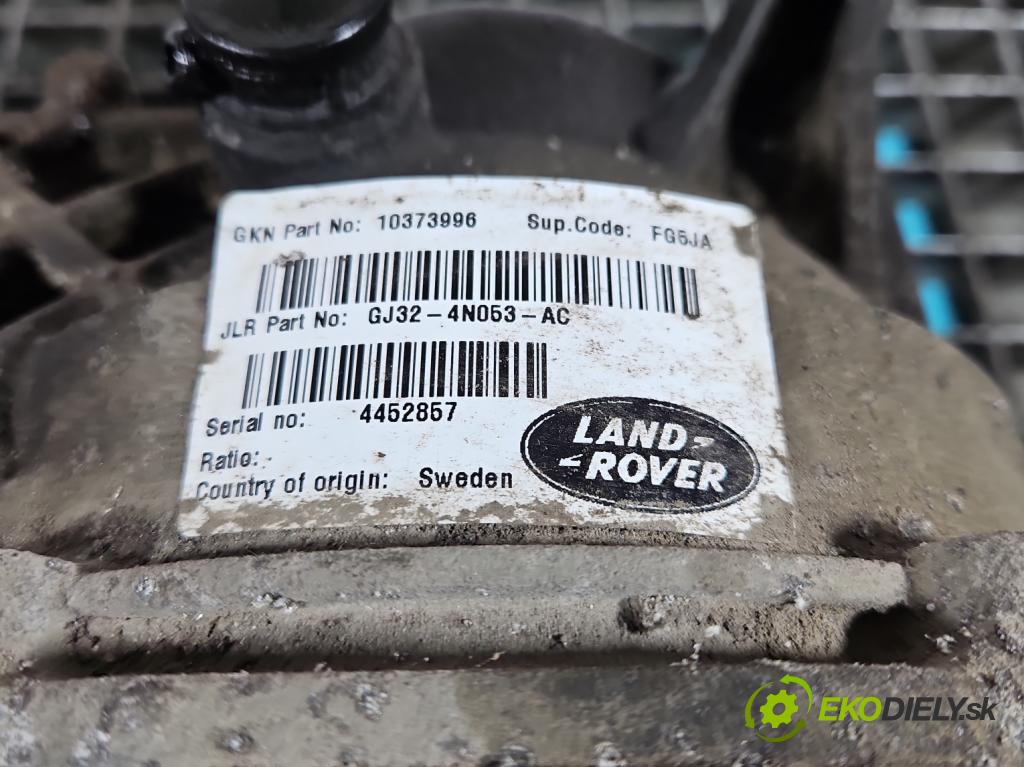 GKN Part No: 10373996 Sup.Code: FG5JA
JLR Part No: GJ32-4N053-AC
Serial no: 4452857
Ratio:-
Country of origin: Sweden
LAND-
-ROVER
EKODIELY.sk